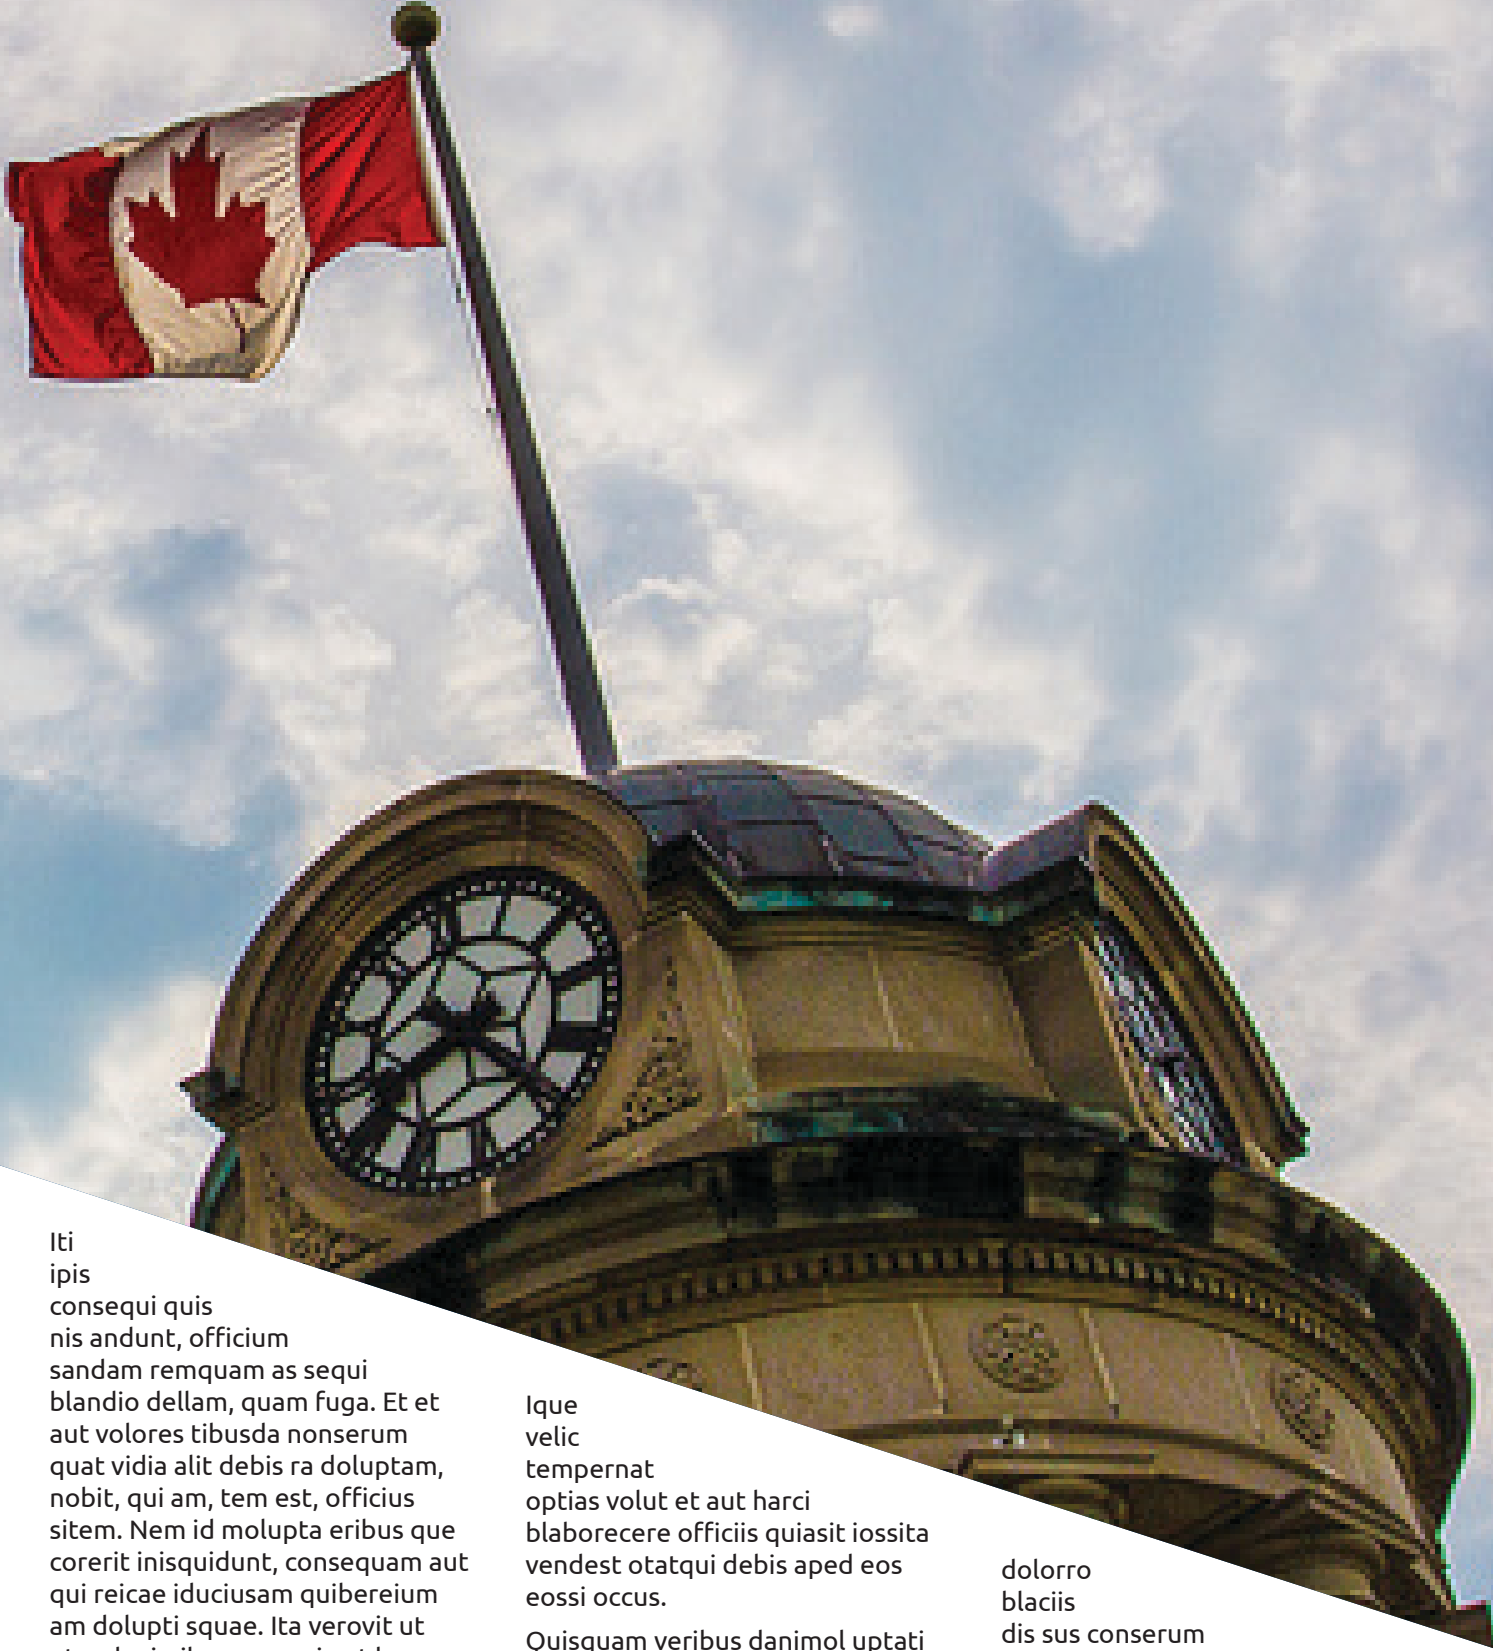 Iti
ipis
consequi quis
nis andunt, officium
sandam remquam as sequi
blandio dellam, quam fuga. Et et
aut volores tibusda nonserum
quat vidia alit debis ra doluptam,
nobit, qui am, tem est, officius
sitem. Nem id molupta eribus que
corerit inisquidunt, consequam aut
qui reicae iduciusam quibereium
am dolupti squae. Ita verovit ut
Ique
velic
tempernat
optias volut et aut harci
blaborecere officiis quiasit iossita
vendest otatqui debis aped eos
eossi occus.
Quisquam veribus danimol uptati
dolorro
blaciis
dis sus conserum